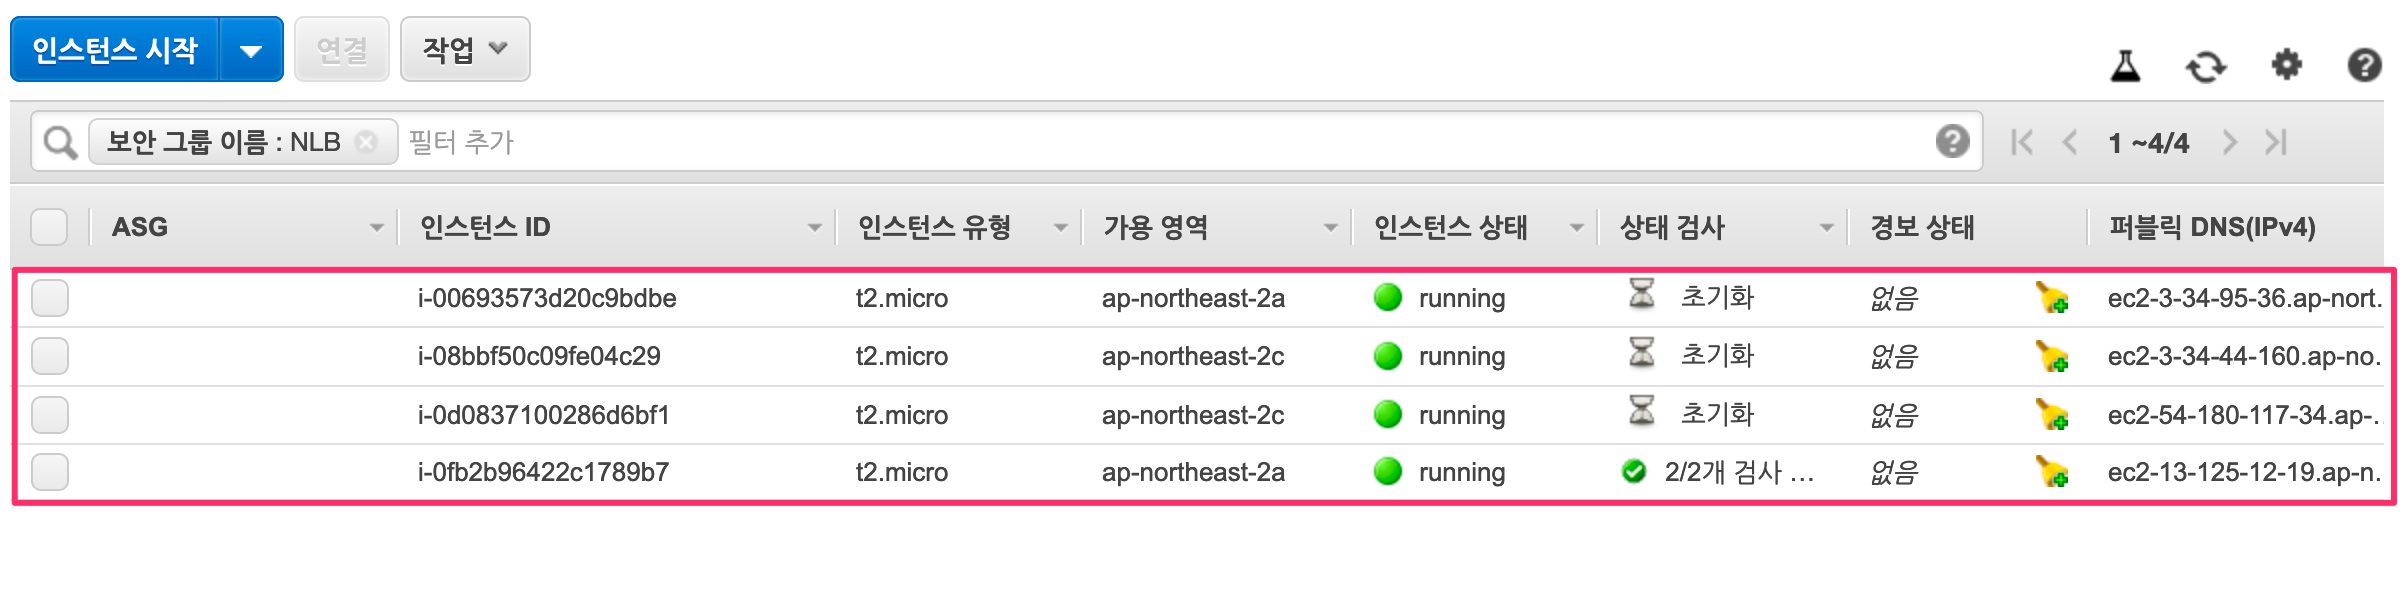 인스턴스 시작 연결 작업
보안 그룹 이름 : NLB 필터 추가 1 ~4/4
ASG 인스턴스 ID 인스턴스 유형 가용 영역 인스턴스 상태 상태 검사 경보 상태 퍼블릭 DNS(IPv4)
i-00693573d20c9bdbe t2.micro ap-northeast-2a running 초기화 없음 ec2-3-34-95-36.ap-nort.
i-08bbf50c09fe04c29 t2.micro ap-northeast-2c running 초기화 없음 ec2-3-34-44-160.ap-no.
i-0d0837100286d6bf1 t2.micro ap-northeast-2c running 초기화 없음 ec2-54-180-117-34.ap-..
i-0fb2b96422c1789b7 t2.micro ap-northeast-2a running 2/2개 검사 ... 없음 ec2-13-125-12-19.ap-n.